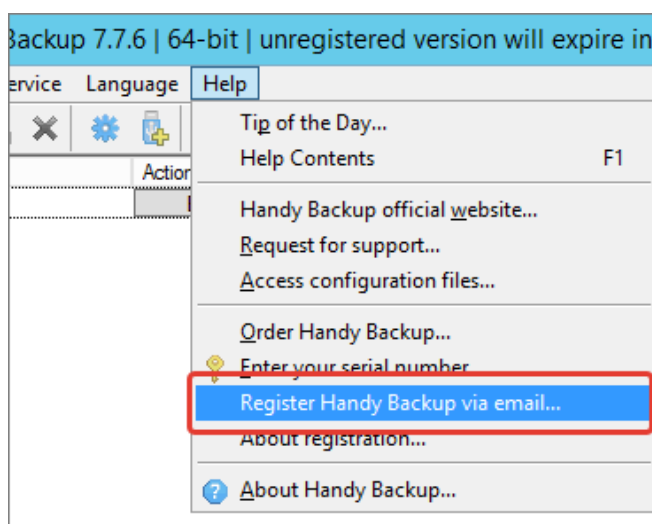 Backup 7.7.6 | 64-bit | unregistered version will expire in
ervice Language Help
Action
Tip of the Day...
Help Contents F1
Handy Backup official website...
Request for support...
Access configuration files...
Order Handy Backup...
Enter your serial number
Register Handy Backup via email...
About registration...
About Handy Backup...